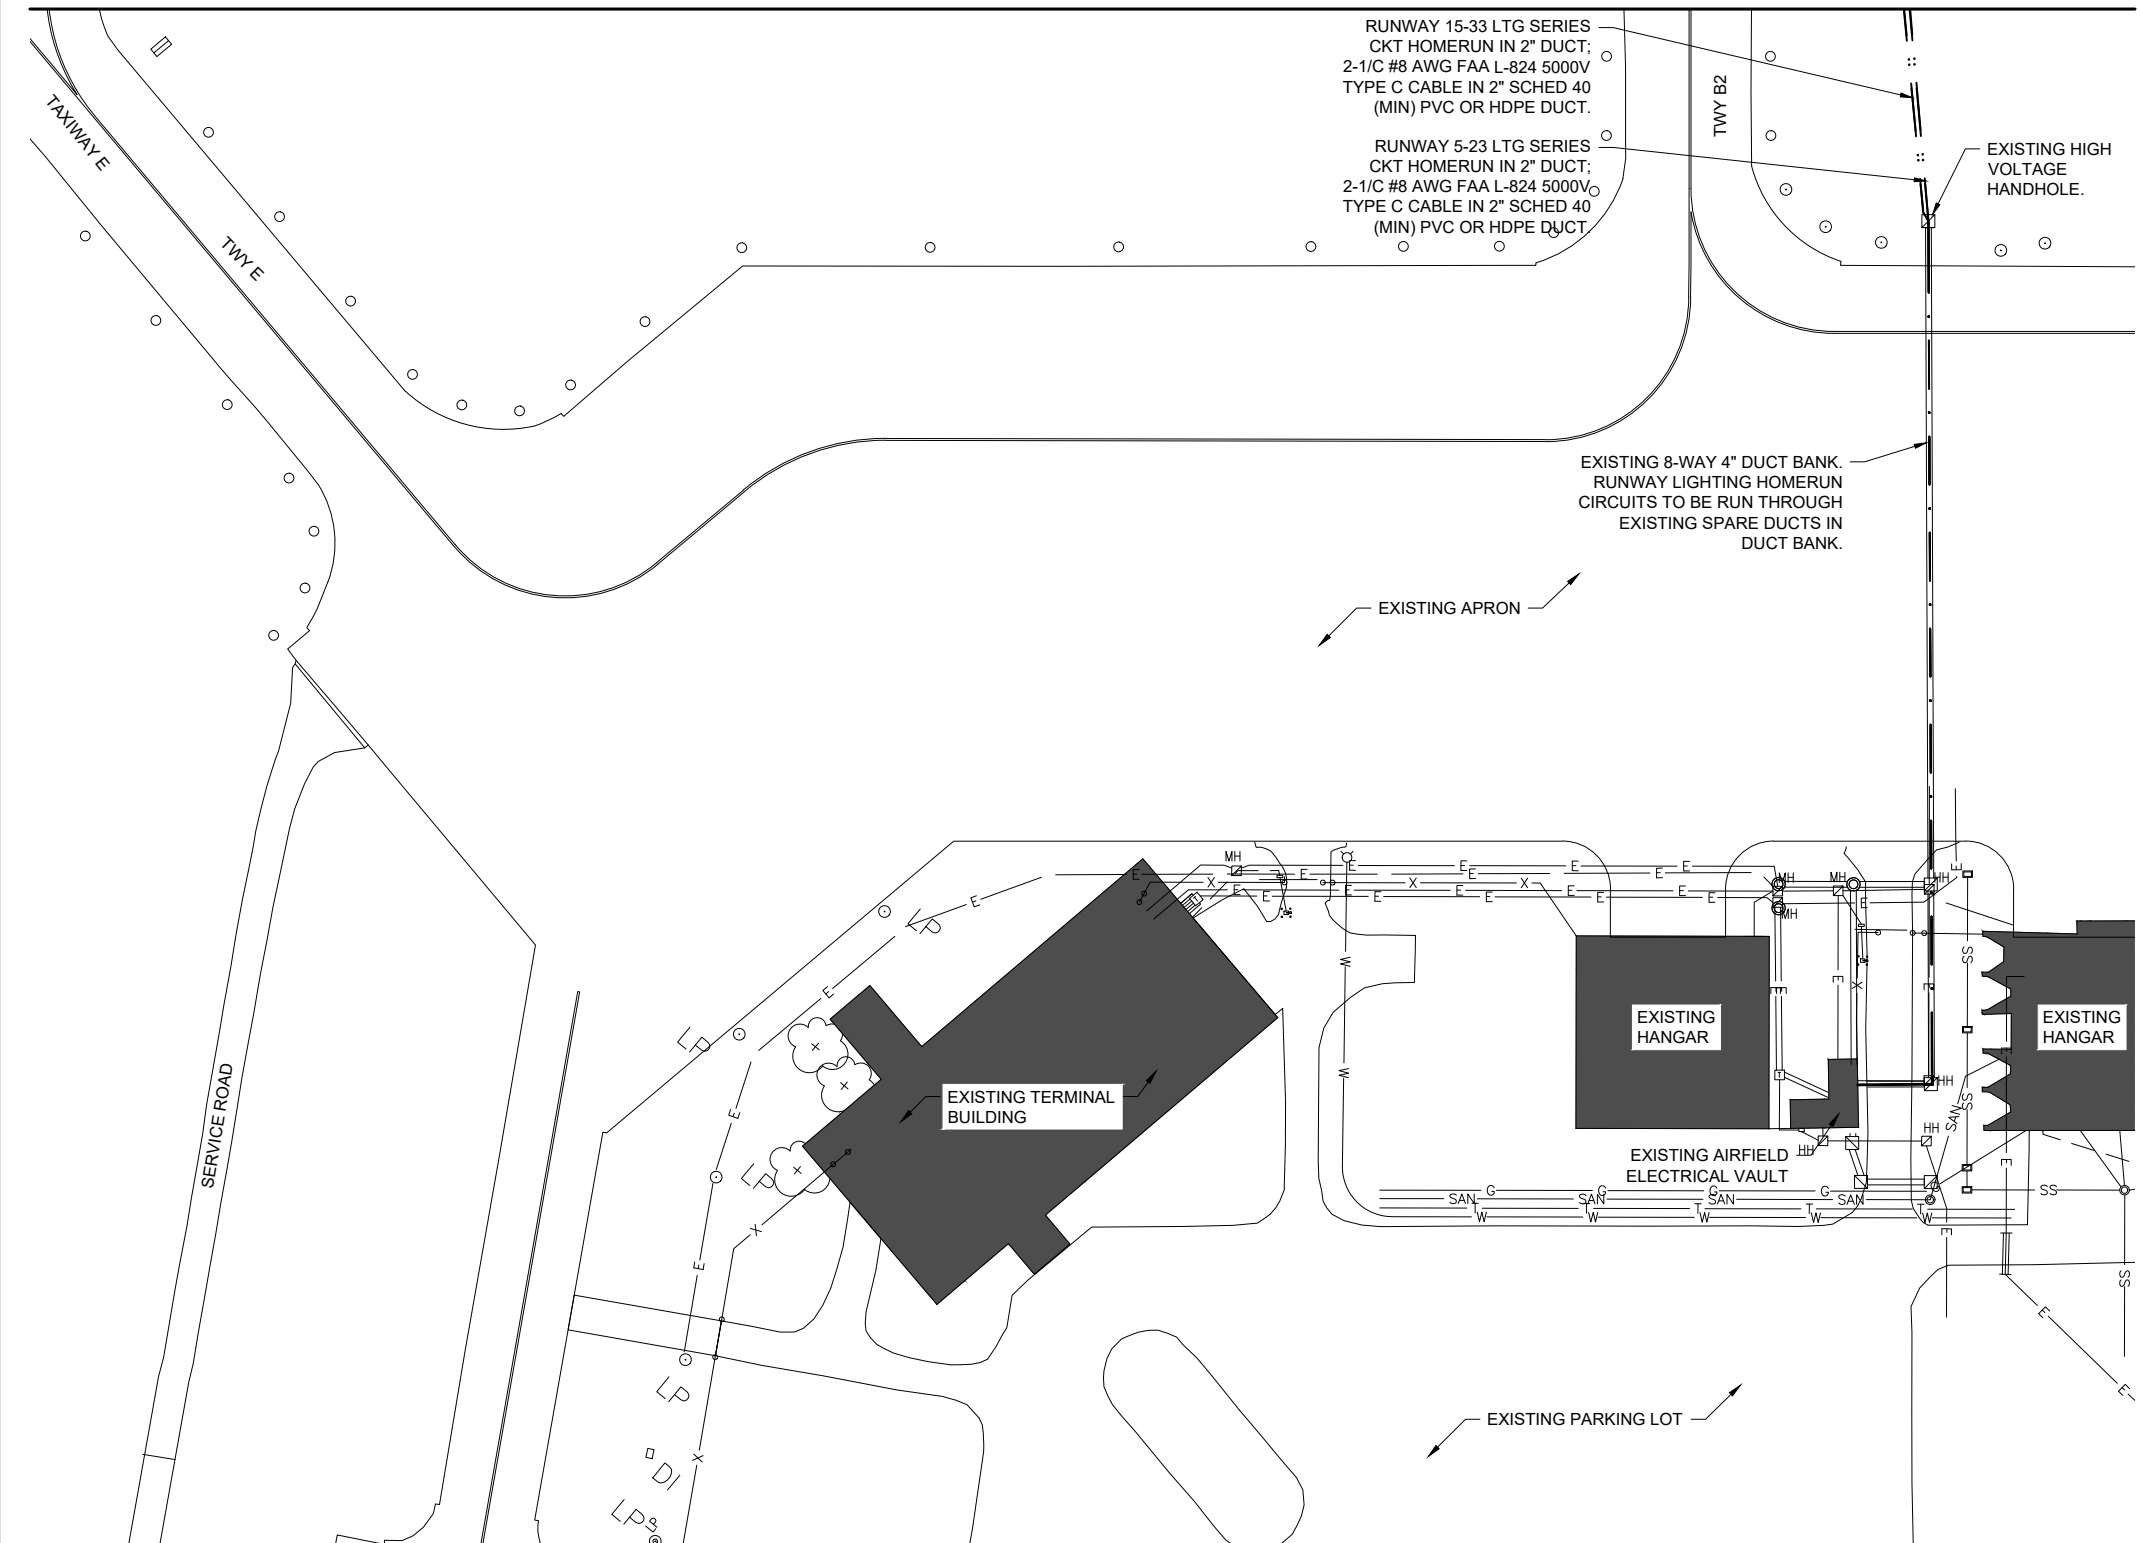 RUNWAY 15-33 LTG SERIES
CKT HOMERUN IN 2" DUCT;
2-1/C #8 AWG FAA L-824 5000V
TYPE C CABLE IN 2" SCHED 40
(MIN) PVC OR HDPE DUCT.
RUNWAY 5-23 LTG SERIES
CKT HOMERUN IN 2" DUCT;
2-1/C #8 AWG FAA L-824 5000V
TYPE C CABLE IN 2" SCHED 40
(MIN) PVC OR HDPE DUCT.
TWY B2
EXISTING HIGH
VOLTAGE
HANDHOLE.
TAXIWAY E
TWY E
EXISTING 8-WAY 4" DUCT BANK.
RUNWAY LIGHTING HOMERUN
CIRCUITS TO BE RUN THROUGH
EXISTING SPARE DUCTS IN
DUCT BANK.
EXISTING APRON
MH
E E E E E E E E
E X X X
E E E E E E E E E
MH
MH
HH
MH
E
E
LP
E
E
W
E
E
X
E
SS
EXISTING
HANGAR
EXISTING
HANGAR
LP
W
HH
E
SERVICE ROAD
EXISTING TERMINAL
BUILDING
SAN
SS
HH
HH
EXISTING AIRFIELD
ELECTRICAL VAULT
LP
E
X
E
G G G G
SAN SAN SAN SAN
T T T T T
W W W W W
SS
E
E
SS
E
E
LP
EXISTING PARKING LOT
X
DI
LP
LP